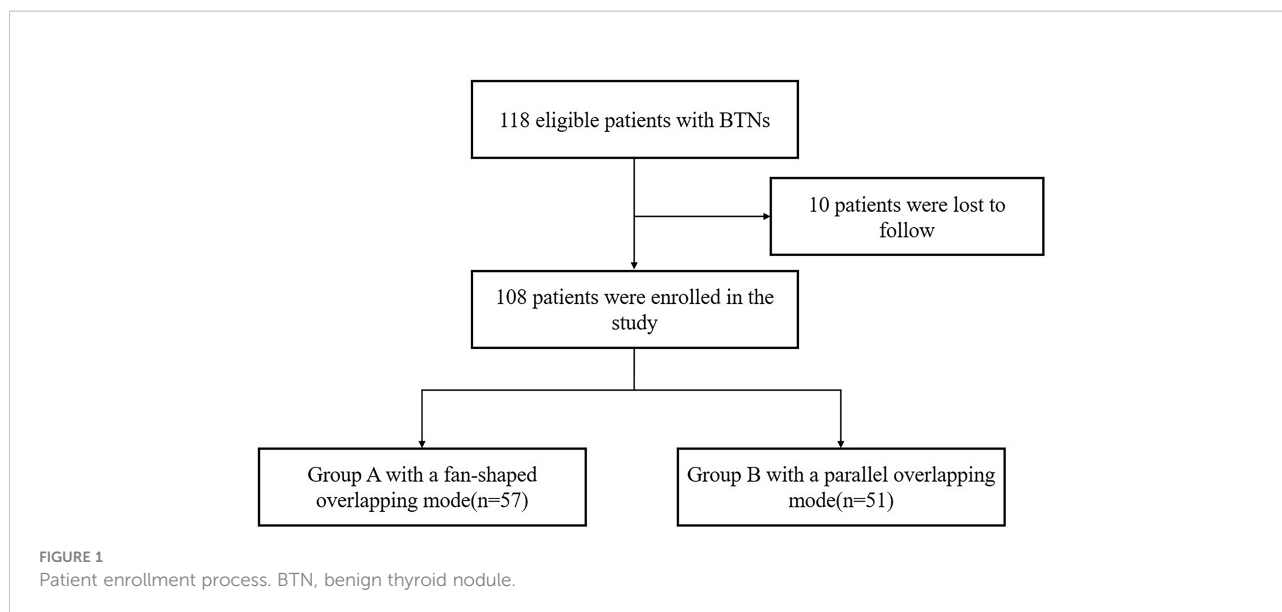 118 eligible patients with BTNs
10 patients were lost to
follow
108 patients were enrolled in the
study
Group A with a fan-shaped
overlapping mode(n=57)
Group B with a parallel overlapping
mode(n=51)
FIGURE 1
Patient enrollment process. BTN, benign thyroid nodule.